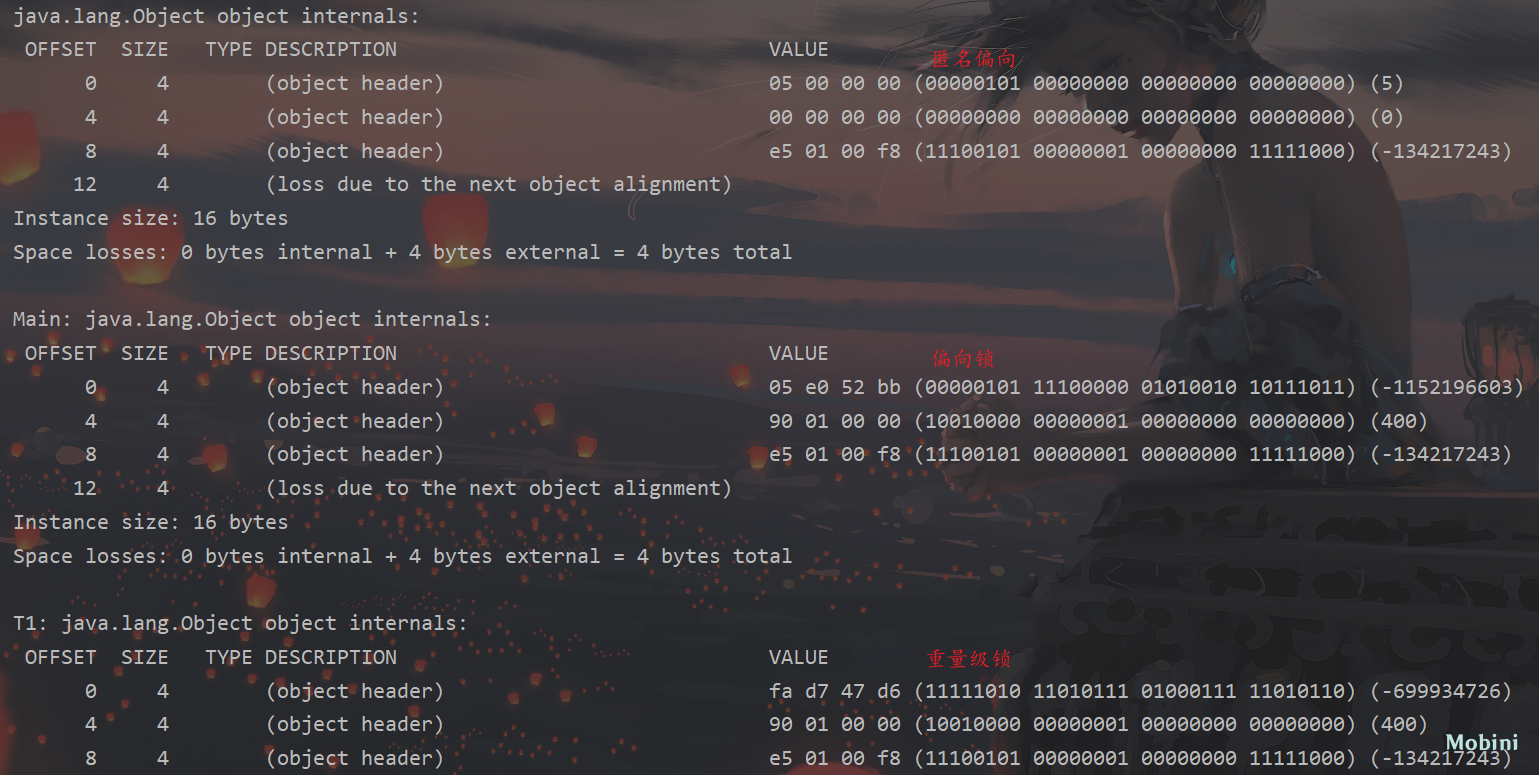 java.lang.Object object internals:
OFFSET SIZE TYPE DESCRIPTION VALUE
匿名偏向
0 4 (object header) 05 00 00 00 (00000101 00000000 00000000 00000000) (5)
4 4 (object header) 00 00 00 00 (00000000 00000000 00000000 00000000) (0)
8 4 (object header) e5 01 00 f8 (11100101 00000001 00000000 11111000) (-134217243)
12 4 (loss due to the next object alignment)
Instance size: 16 bytes
Space losses: 0 bytes internal + 4 bytes external = 4 bytes total
Main: java.lang.Object object internals:
OFFSET SIZE TYPE DESCRIPTION VALUE
偏向锁
0 4 (object header) 05 e0 52 bb (00000101 11100000 01010010 10111011) (-1152196603)
4 4 (object header) 90 01 00 00 (10010000 00000001 00000000 00000000) (400)
8 4 (object header) e5 01 00 f8 (11100101 00000001 00000000 11111000) (-134217243)
12 4 (loss due to the next object alignment)
Instance size: 16 bytes
Space losses: 0 bytes internal + 4 bytes external = 4 bytes total
T1: java.lang.Object object internals:
OFFSET SIZE TYPE DESCRIPTION VALUE
重量级锁
0 4 (object header) fa d7 47 d6 (11111010 11010111 01000111 11010110) (-699934726)
4 4 (object header) 90 01 00 00 (10010000 00000001 00000000 00000000) (400)
8 4 (object header) e5 01 00 f8 (11100101 00000001 00000000 11111000) (-134217243)
Mobini